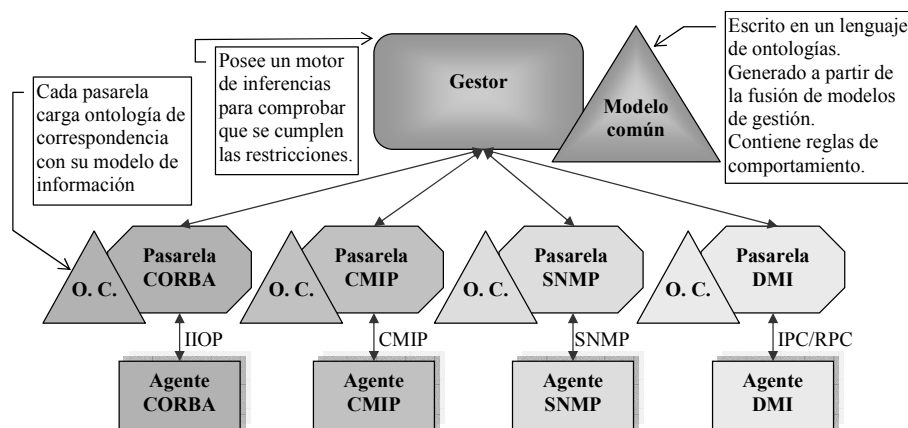 Cada pasarela
carga ontología de
correspondencia
con su modelo de
información
Posee un motor
de inferencias
para comprobar
que se cumplen
las restricciones.
Gestor
Modelo
común
Escrito en un lenguaje
de ontologías.
Generado a partir de
la fusión de modelos
de gestión.
Contiene reglas de
comportamiento.
O. C.
Pasarela
CORBA
O. C.
Pasarela
CMIP
O. C.
Pasarela
SNMP
O. C.
Pasarela
DMI
IIOP
CMIP
SNMP
IPC/RPC
Agente
CORBA
Agente
CMIP
Agente
SNMP
Agente
DMI